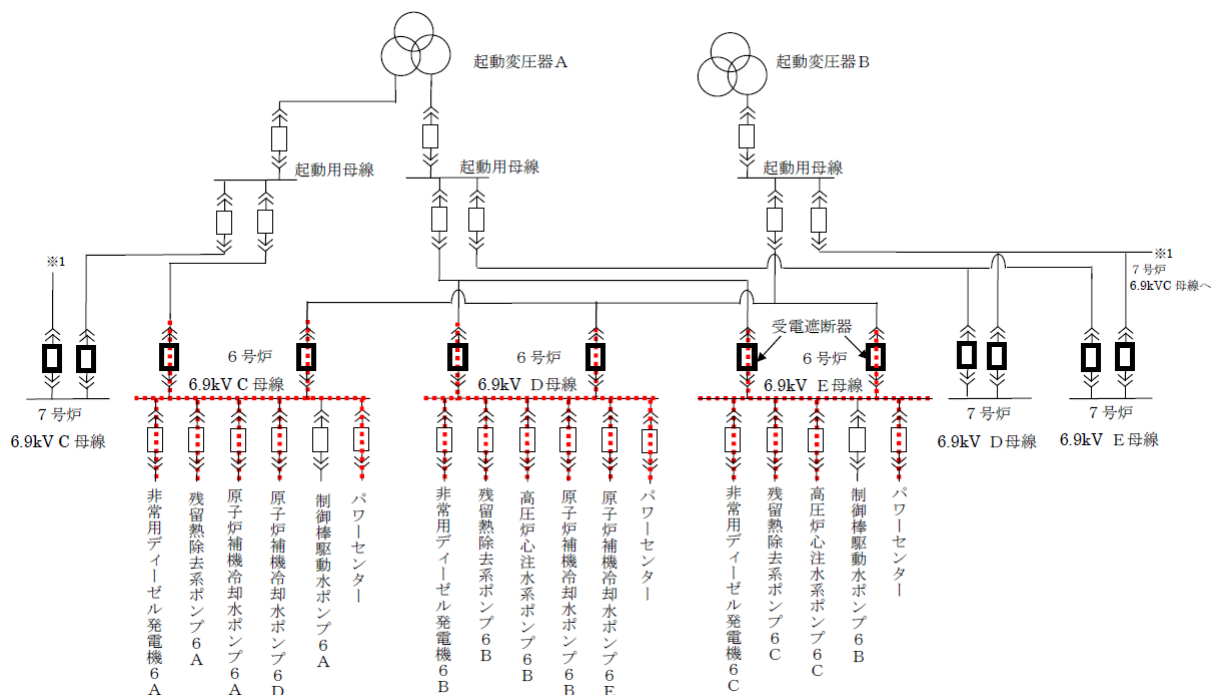 起動変圧器A
起動変圧器B
起動用母線
起動用母線
起動用母線
※1
※1
7号炉
6.9kVC母線へ
受電遮断器
6号炉
6.9kV C母線
6号炉
6.9kV D母線
6号炉
6.9kV E母線
7号炉
6.9kV C母線
7号炉
6.9kV D母線
7号炉
6.9kV E母線
非常用ディーゼル発電機6A
残留熱除去系ポンプ6A
原子炉補機冷却水ポンプ6A
原子炉補機冷却水ポンプ6D
制御棒駆動水ポンプ6A
パワーセンター
非常用ディーゼル発電機6B
残留熱除去系ポンプ6B
高圧炉心注水系ポンプ6B
原子炉補機冷却水ポンプ6B
原子炉補機冷却水ポンプ6E
パワーセンター
非常用ディーゼル発電機6C
残留熱除去系ポンプ6C
高圧炉心注水系ポンプ6C
制御棒駆動水ポンプ6B
パワーセンター